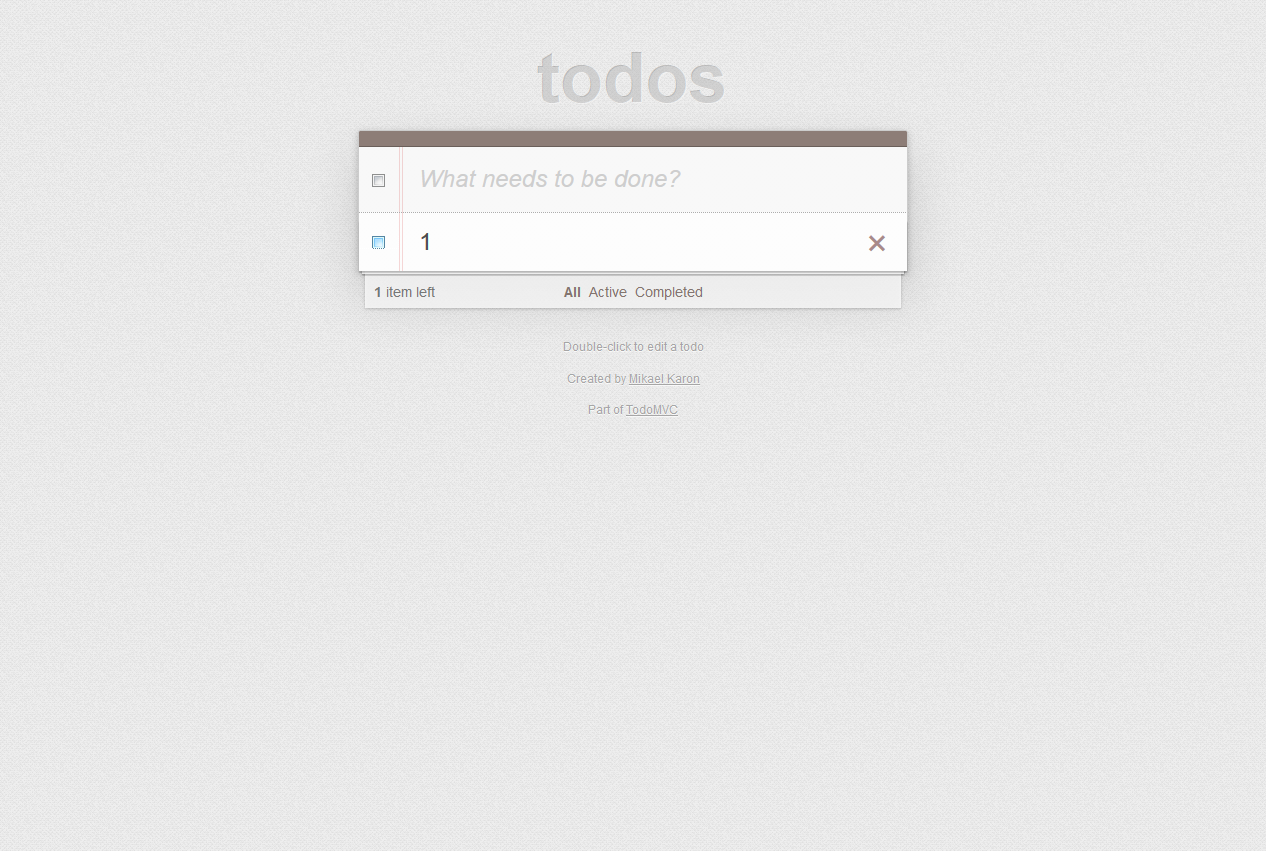 todos
What needs to be done?
1
1 item left All Active Completed
Double-click to edit a todo
Created by Mikael Karon
Part of TodoMVC